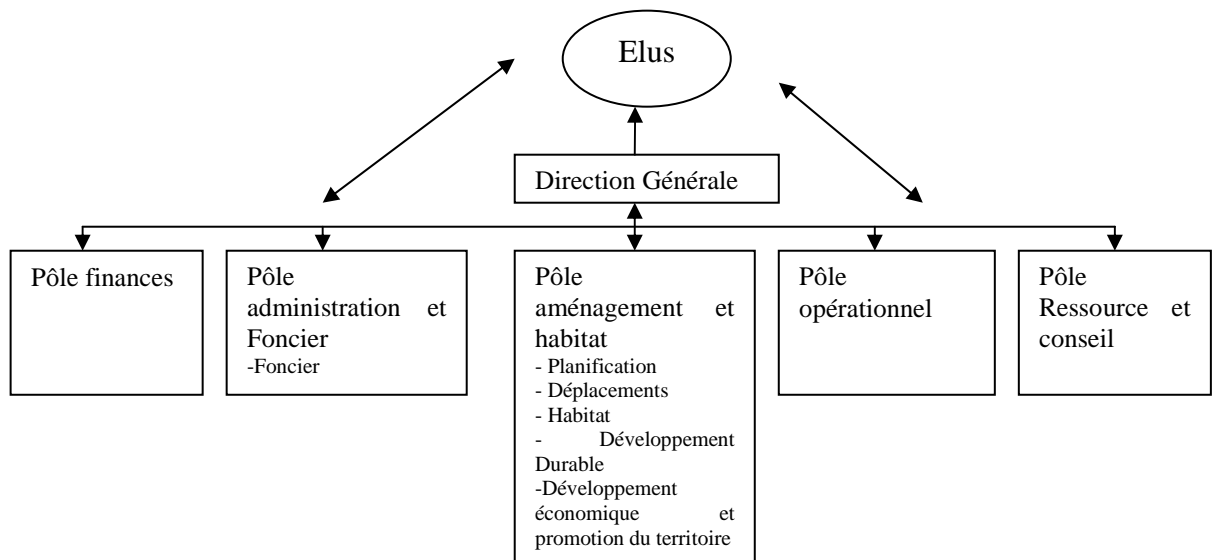 Elus
Direction Générale
Pôle finances
Pôle
administration et
Foncier
-Foncier
Pôle
aménagement et
habitat
- Planification
- Déplacements
- Habitat
- Développement
Durable
-Développement
économique et
promotion du territoire
Pôle
opérationnel
Pôle
Ressource et
conseil